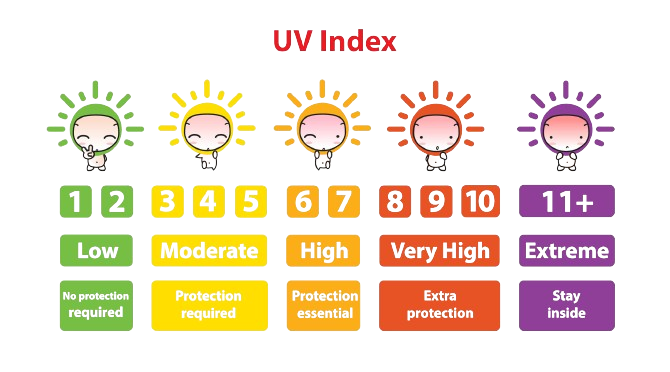 UV Index
1 2 3 4 5 6 7 8 9 10 11+
Low Moderate High Very High Extreme
No protection
required
Protection
required
Protection
essential
Extra
protection
Stay
inside